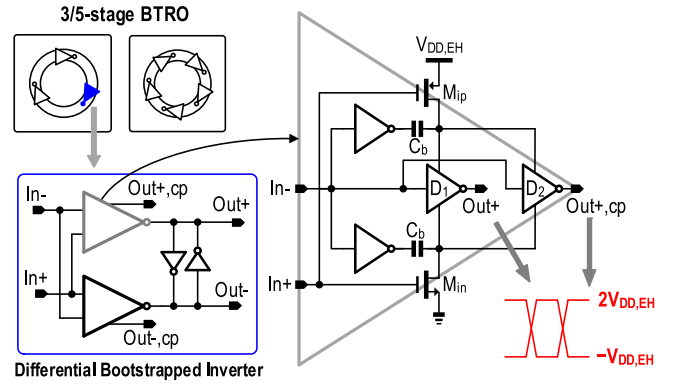 3/5-stage BTRO
V_DD,EH
M_ip
C_b
In-
D_1
D_2
Out+
Out+,cp
C_b
In+
M_in
In-
Out+,cp
Out+
In+
Out-
Out-,cp
2V_DD,EH
−V_DD,EH
Differential Bootstrapped Inverter